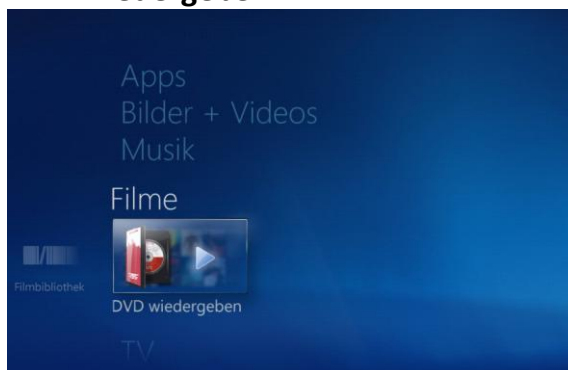 Apps
Bilder + Videos
Musik
Filme
Filmbibliothek
DVD wiedergeben
TV